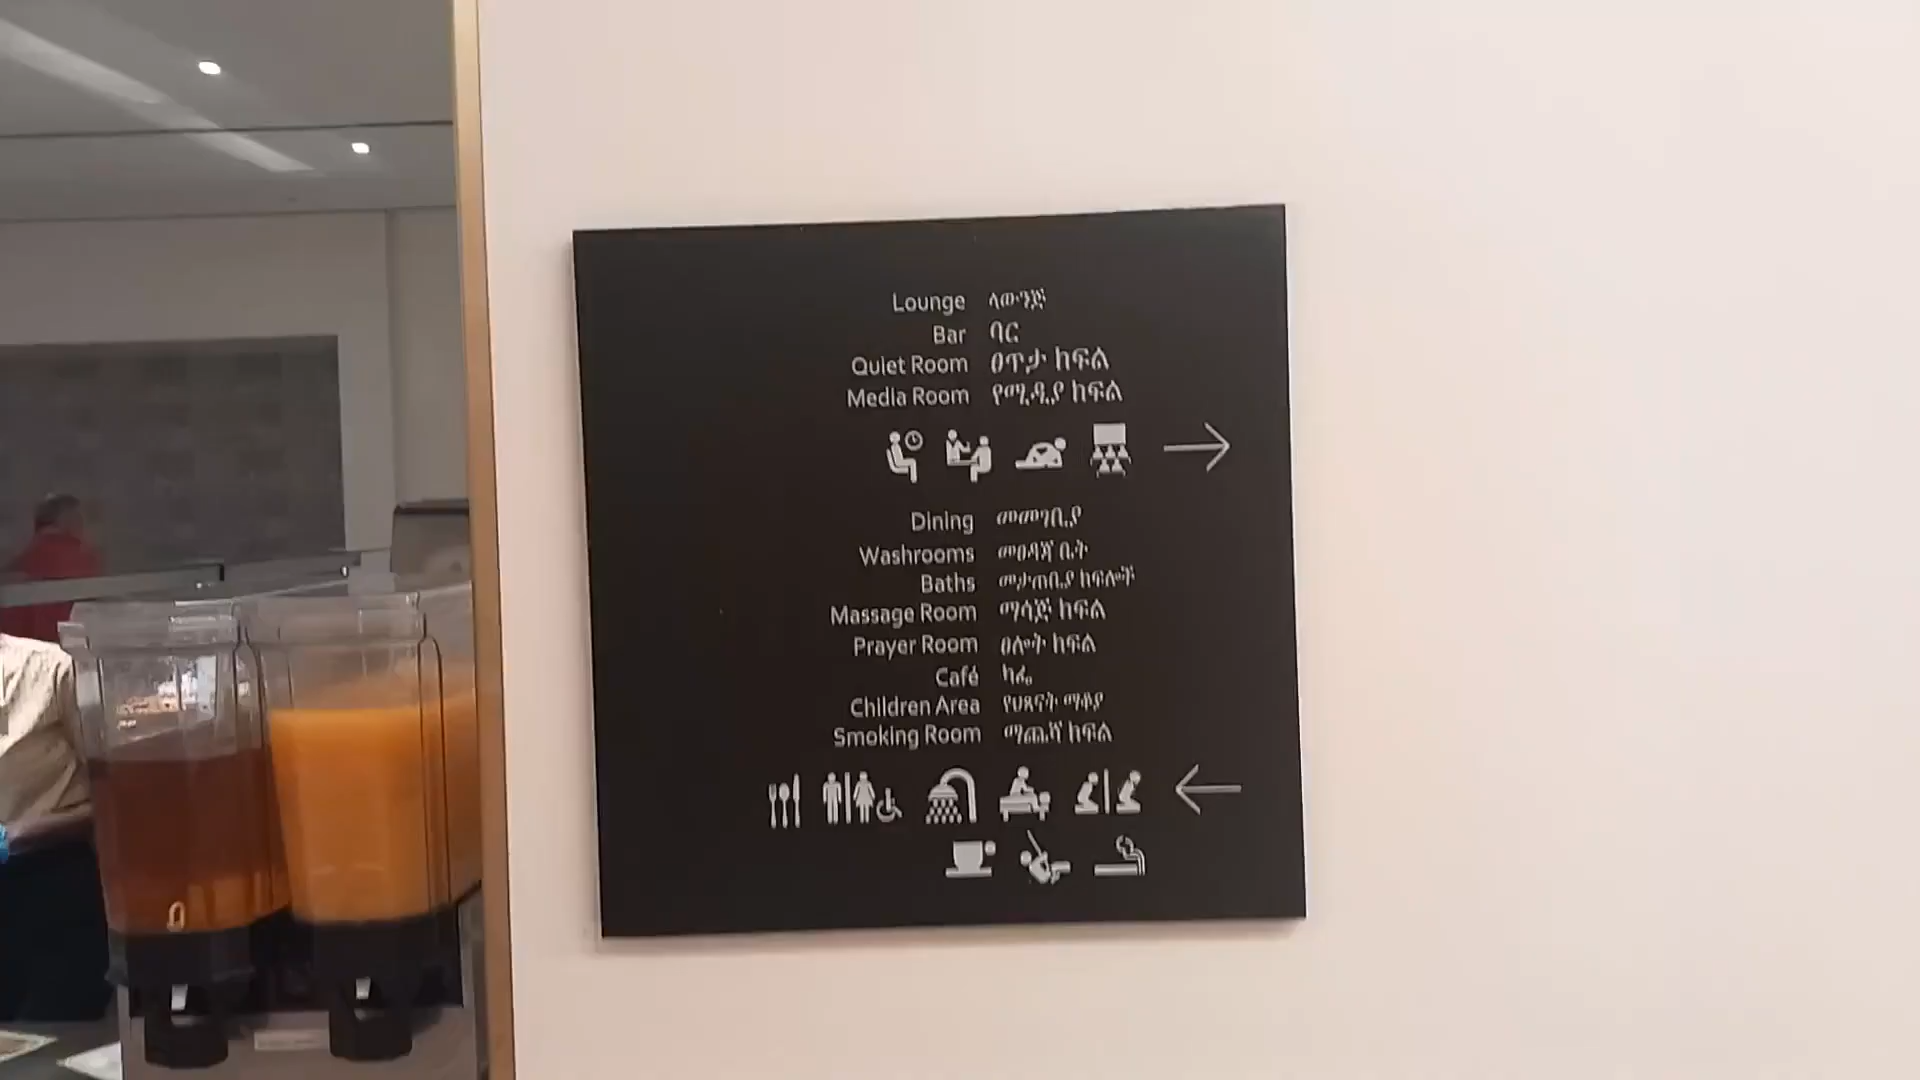 Lounge ላውንጅ
Bar ባር
Quiet Room ፀጥታ ክፍል
Media Room የሚዲያ ክፍል
Dining መመገቢያ
Washrooms መፀዳጃ ቤት
Baths መታጠቢያ ክፍሎች
Massage Room ማሳጅ ክፍል
Prayer Room ፀሎት ክፍል
Café ካፌ
Children Area የህጻናት ማቆያ
Smoking Room ማጨሻ ክፍል